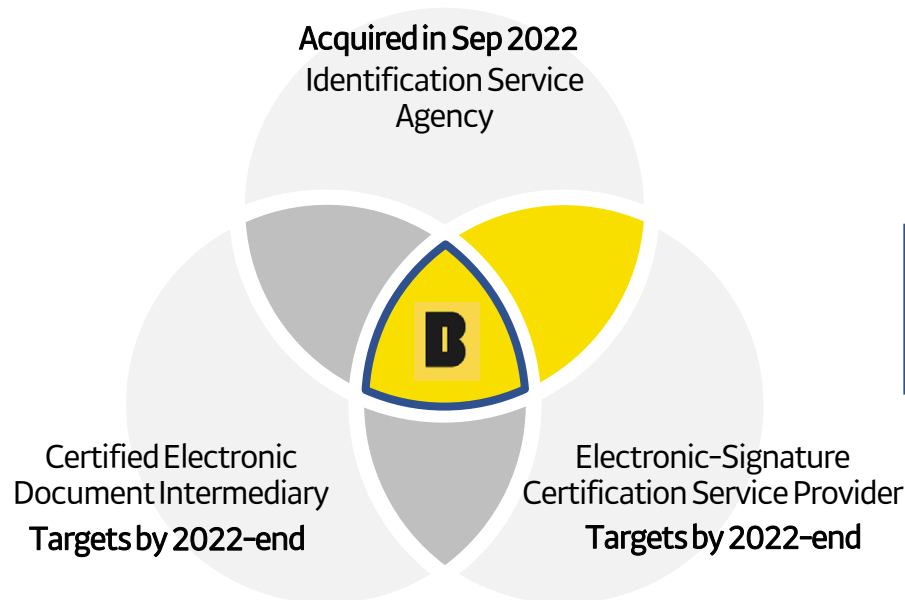 Acquired in Sep 2022
Identification Service
Agency
B
Certified Electronic
Document Intermediary
Targets by 2022-end
Electronic-Signature
Certification Service Provider
Targets by 2022-end